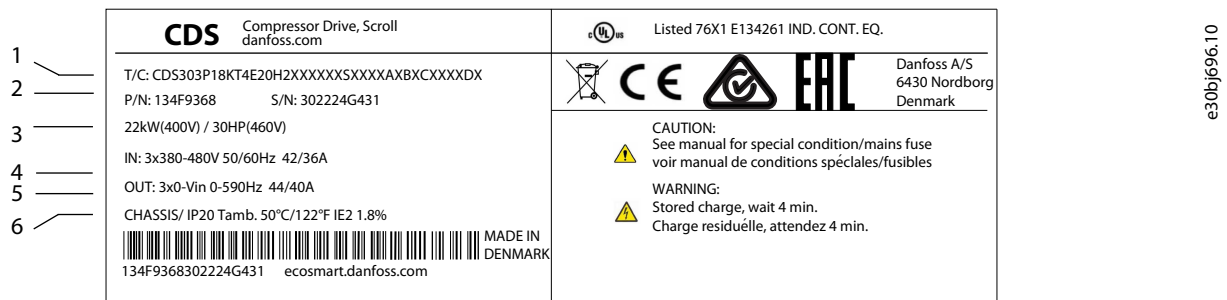 CDS
Compressor Drive, Scroll
danfoss.com
1
T/C: CDS303P18KT4E20H2XXXXXXSXXXXAXBXCXXXXDX
2
P/N: 134F9368 S/N: 302224G431
3
22kW(400V) / 30HP(460V)
IN: 3x380-480V 50/60Hz 42/36A
4
5
OUT: 3x0-Vin 0-590Hz 44/40A
6
CHASSIS/ IP20 Tamb. 50°C/122°F IE2 1.8%
MADE IN
DENMARK
134F9368302224G431 ecosmart.danfoss.com
c UL us
Listed 76X1 E134261 IND. CONT. EQ.
CE
EAC
Danfoss A/S
6430 Nordborg
Denmark
CAUTION:
See manual for special condition/mains fuse
voir manual de conditions spéclales/fusibles
WARNING:
Stored charge, wait 4 min.
Charge residuélle, attendez 4 min.
e30bj696.10